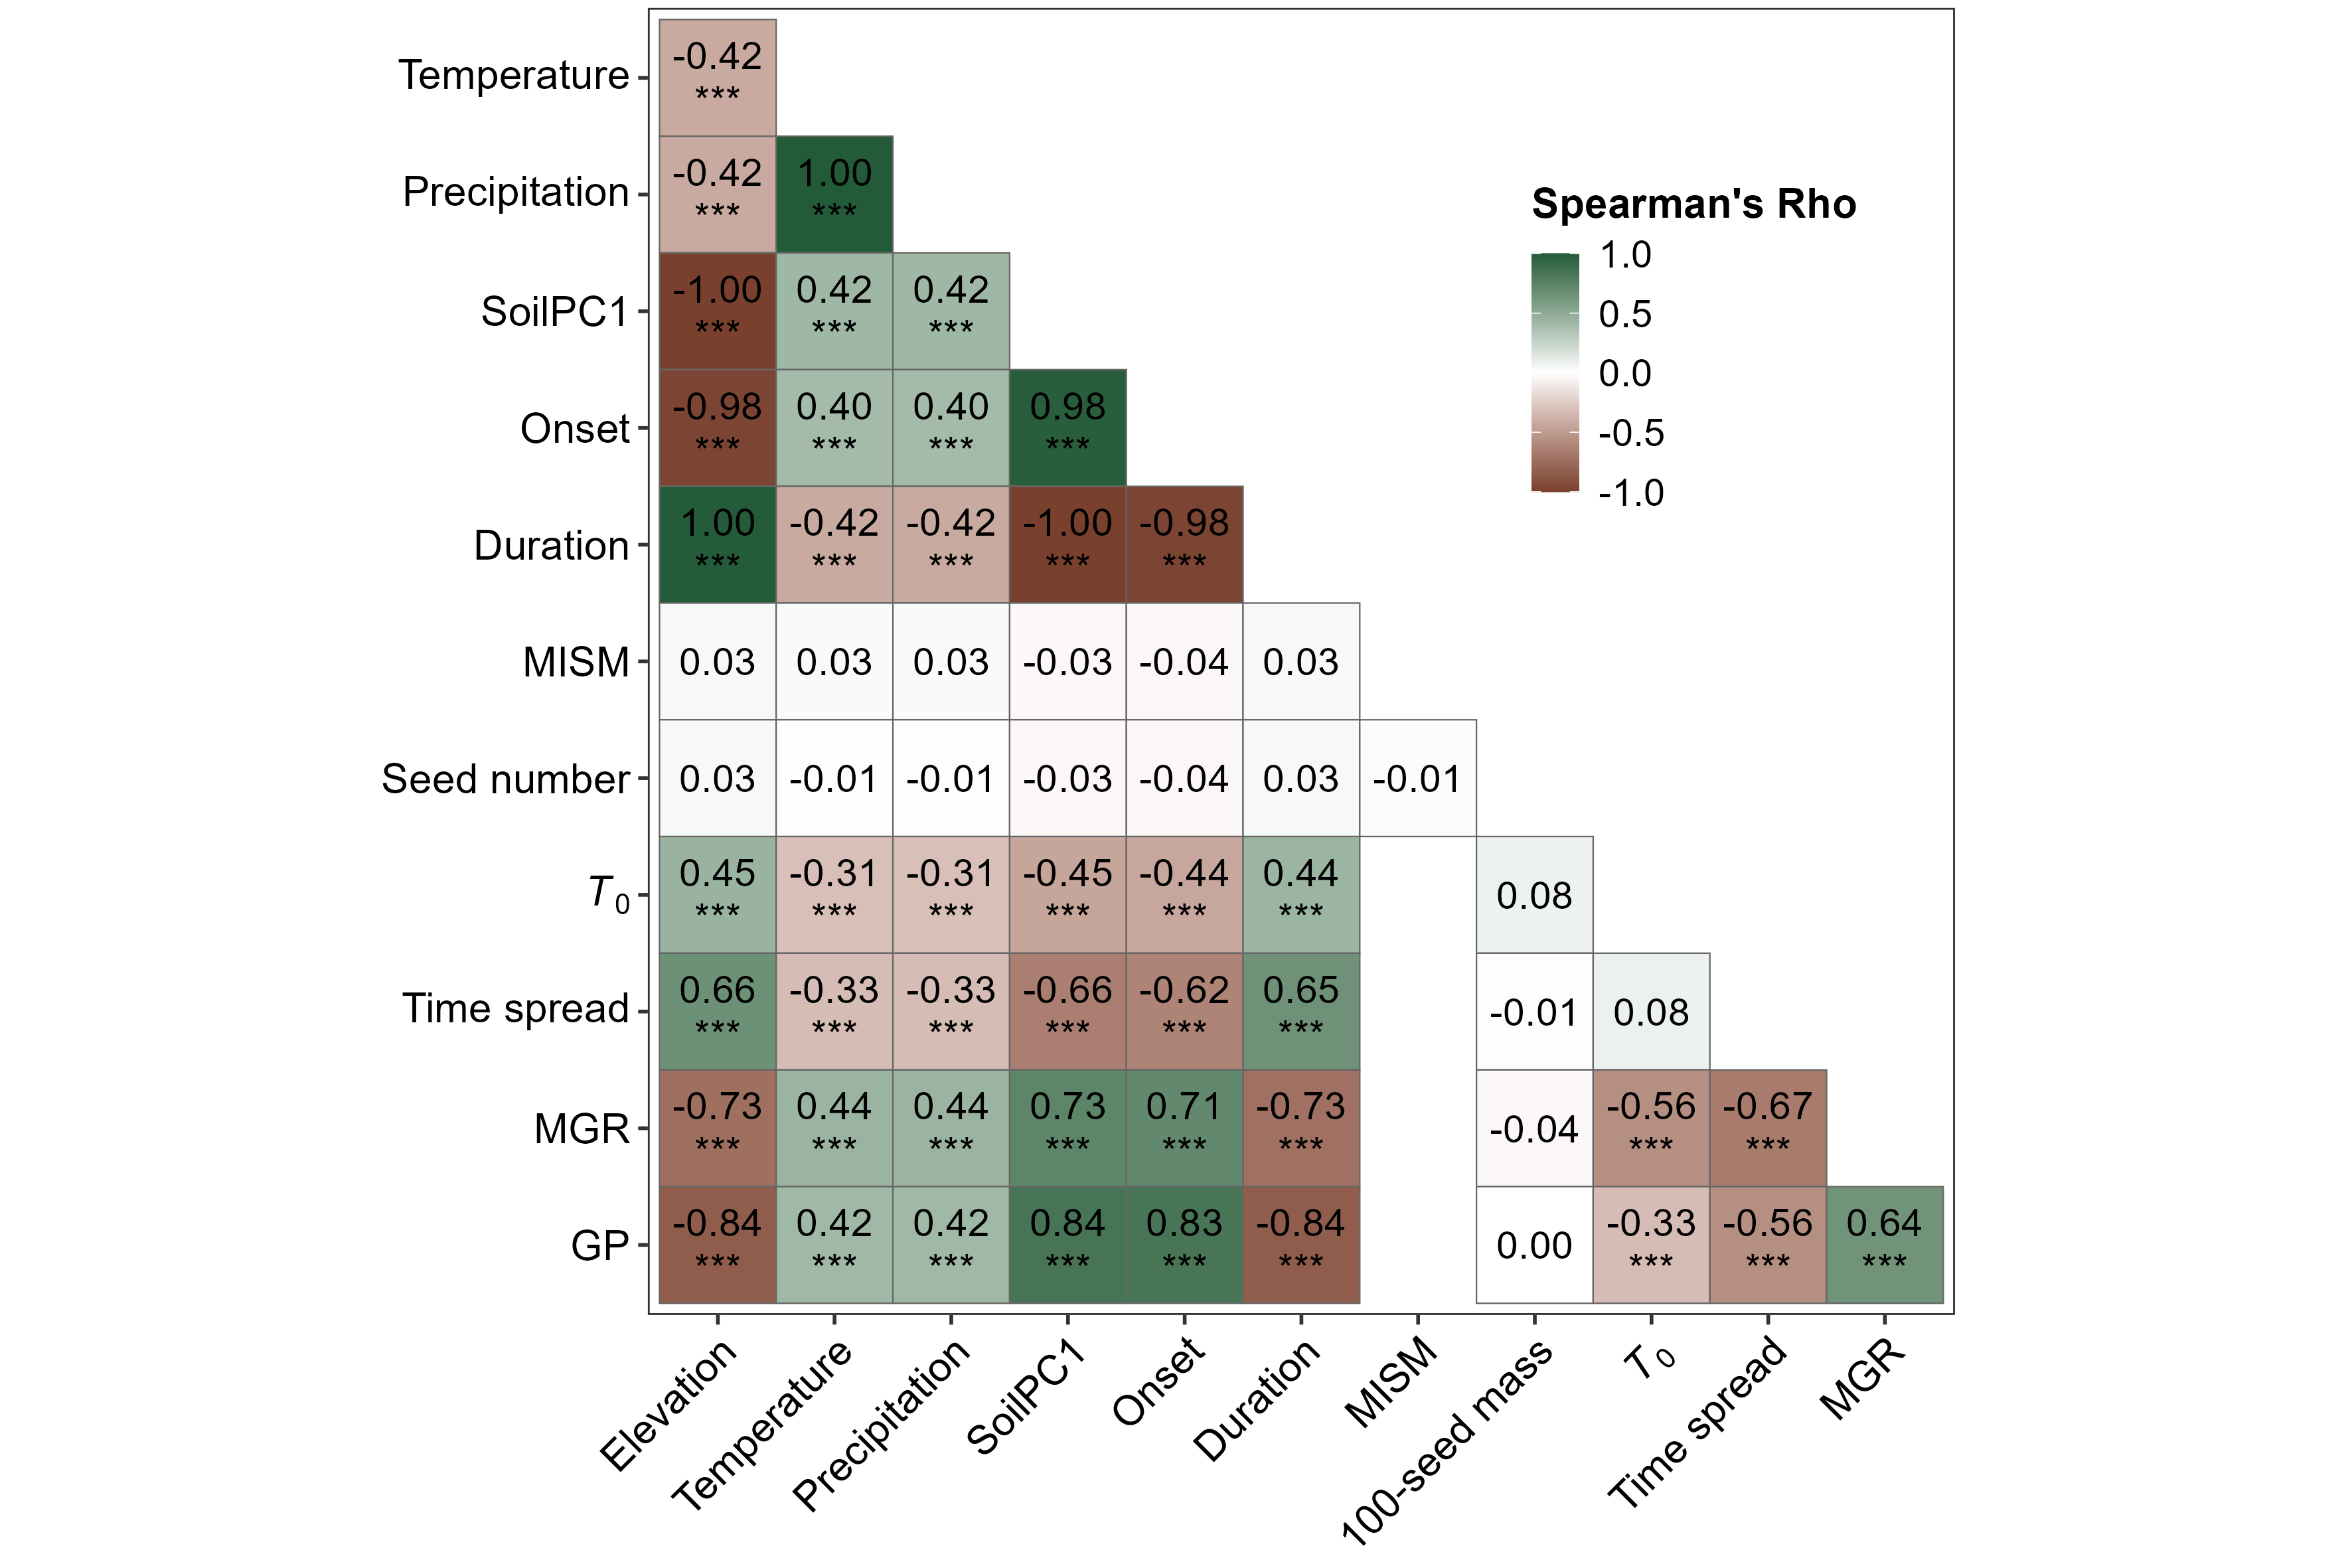 Temperature -0.42
***
Precipitation -0.42 1.00
*** ***
SoilPC1 -1.00 0.42 0.42
*** *** ***
Onset -0.98 0.40 0.40 0.98
*** *** *** ***
Duration 1.00 -0.42 -0.42 -1.00 -0.98
*** *** *** *** ***
MISM 0.03 0.03 0.03 -0.03 -0.04 0.03
Seed number 0.03 -0.01 -0.01 -0.03 -0.04 0.03 -0.01
T0 0.45 -0.31 -0.31 -0.45 -0.44 0.44 0.08
*** *** *** *** *** ***
Time spread 0.66 -0.33 -0.33 -0.66 -0.62 0.65 -0.01 0.08
*** *** *** *** *** ***
MGR -0.73 0.44 0.44 0.73 0.71 -0.73 -0.04 -0.56 -0.67
*** *** *** *** *** *** *** ***
GP -0.84 0.42 0.42 0.84 0.83 -0.84 0.00 -0.33 -0.56 0.64
*** *** *** *** *** *** *** *** ***
Elevation Temperature Precipitation SoilPC1 Onset Duration MISM 100-seed mass T0 Time spread MGR
Spearman's Rho
1.0
0.5
0.0
-0.5
-1.0